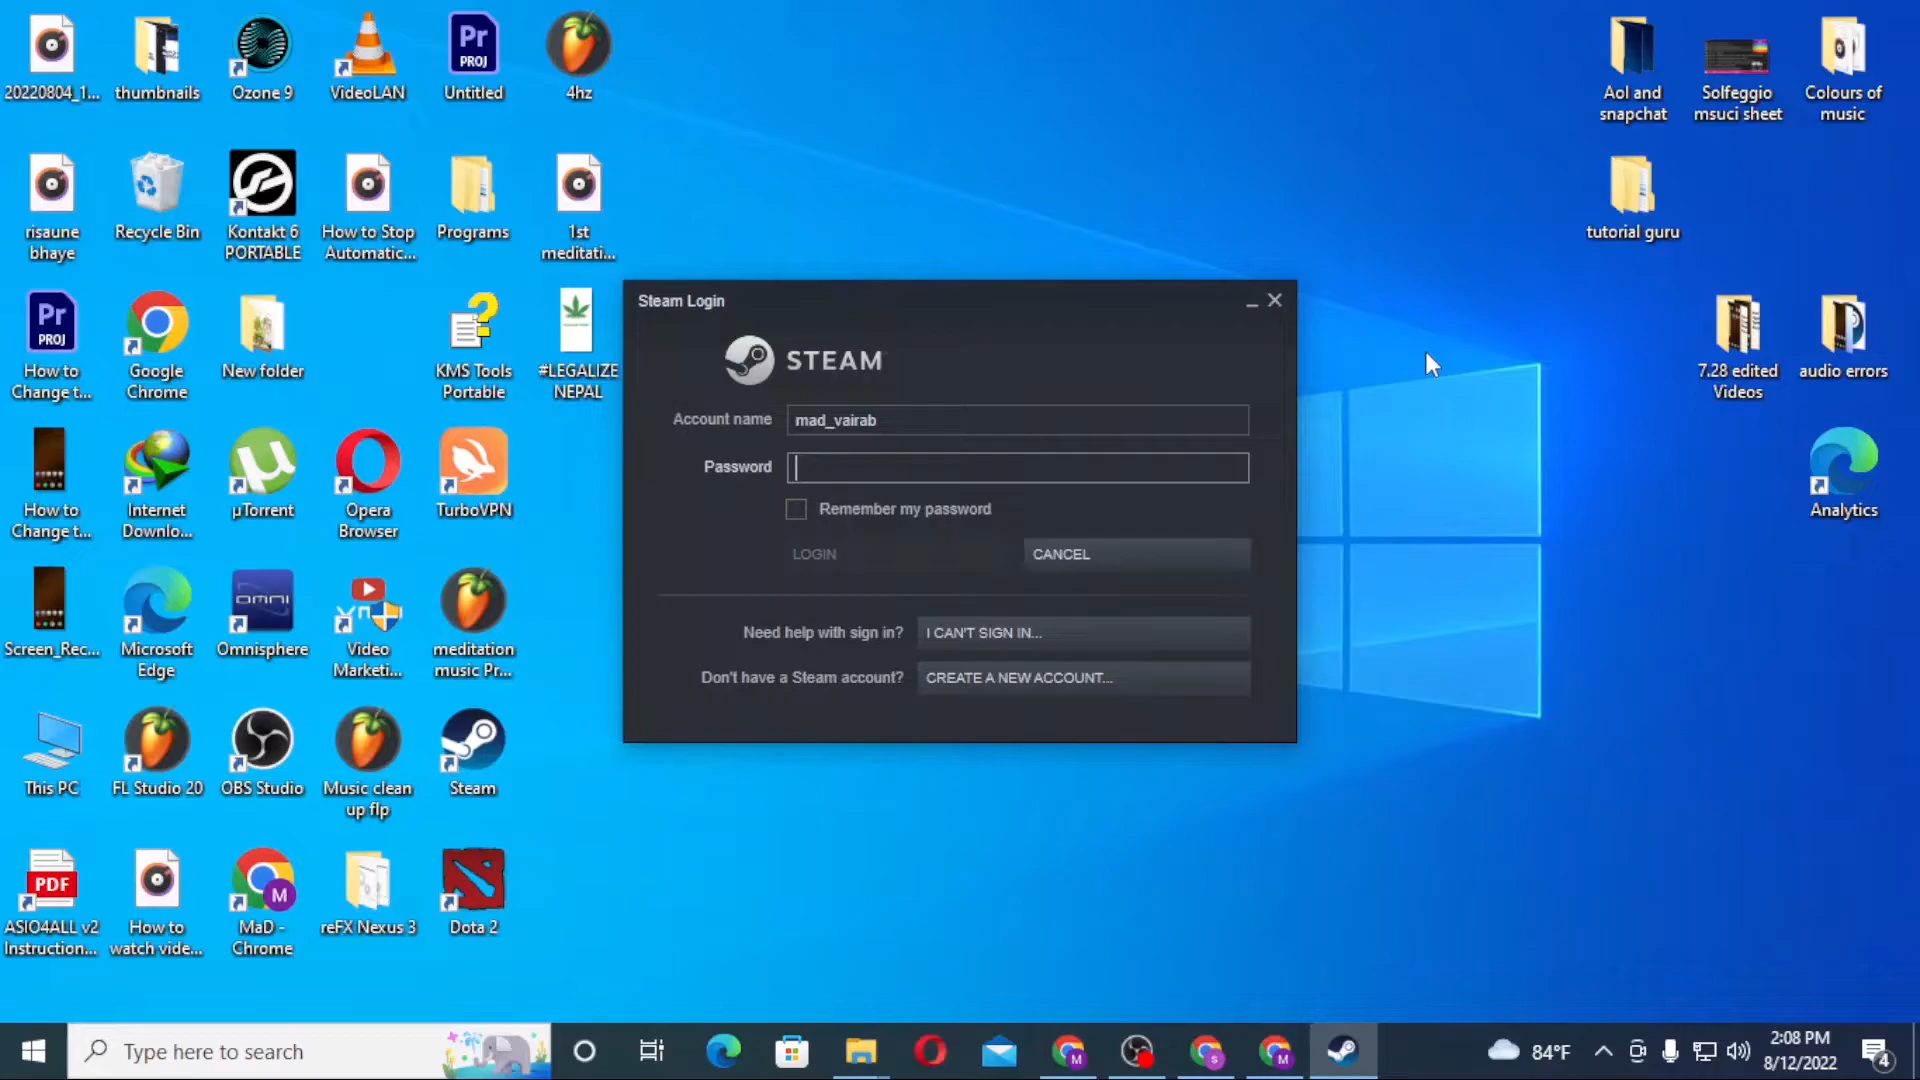 20220804_1...
thumbnails
Ozone 9
VideoLAN
Pr
PROJ
Untitled
4hz
Aol and
snapchat
Solfeggio
msuci sheet
Colours of
music
risaune
bhaye
Recycle Bin
Kontakt 6
PORTABLE
How to Stop
Automatic...
Programs
1st
meditati...
tutorial guru
Pr
PROJ
How to
Change t...
Google
Chrome
New folder
KMS Tools
Portable
#LEGALIZE
NEPAL
7.28 edited
Videos
audio errors
Steam Login
STEAM
Account name
mad_vairab
Password
Remember my password
LOGIN
CANCEL
Need help with sign in?
I CAN'T SIGN IN...
Don't have a Steam account?
CREATE A NEW ACCOUNT...
How to
Change t...
Internet
Downlo...
µTorrent
Opera
Browser
TurboVPN
Analytics
Screen_Rec...
Microsoft
Edge
OMNI
Omnisphere
Video
Marketi...
meditation
music Pr...
This PC
FL Studio 20
OBS Studio
Music clean
up flp
Steam
PDF
ASIO4ALL v2
Instruction...
How to
watch vide...
M
MaD -
Chrome
reFX Nexus 3
Dota 2
Type here to search
M
S
M
84°F
2:08 PM
8/12/2022
4